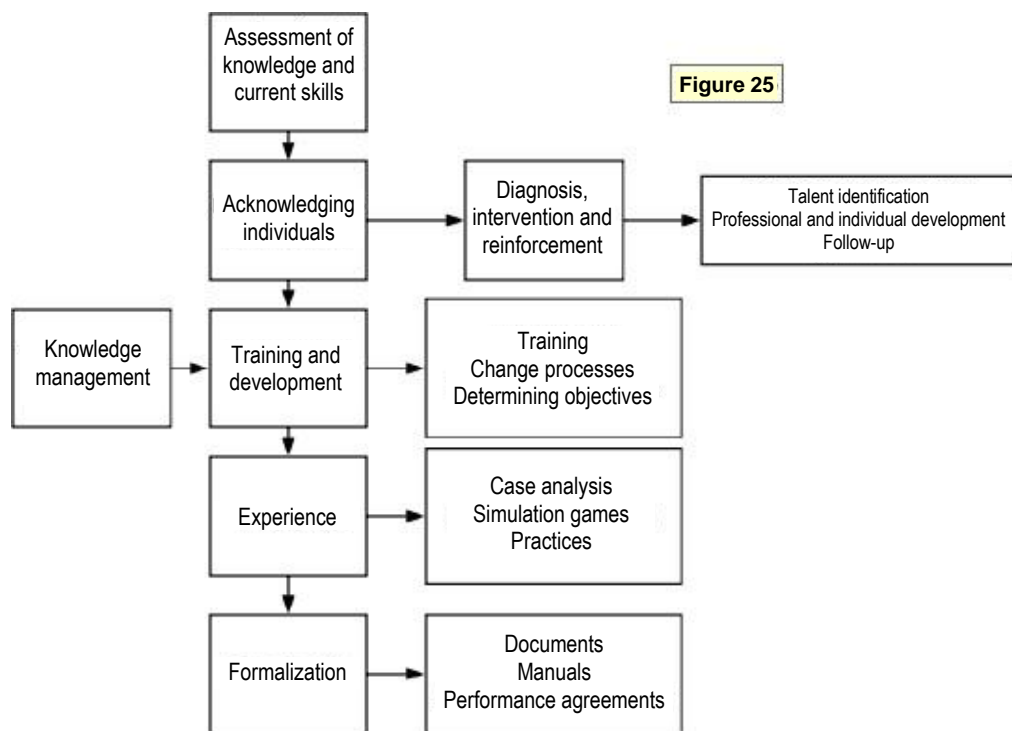 Assessment of
knowledge and
current skills
Figure 25
Acknowledging
individuals
Diagnosis,
intervention and
reinforcement
Talent identification
Professional and individual development
Follow-up
Knowledge
management
Training and
development
Training
Change processes
Determining objectives
Experience
Case analysis
Simulation games
Practices
Formalization
Documents
Manuals
Performance agreements